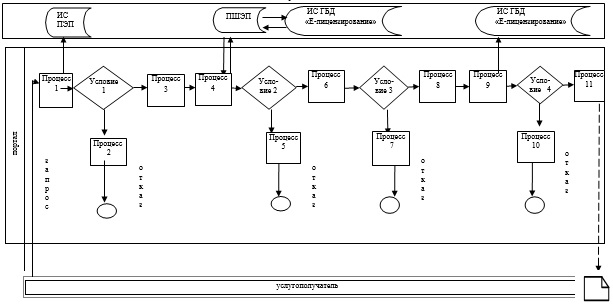 ИС
ПЭП
ПШЭП
ИС ГБД
«Е-лицензирование»
ИС ГБД
«Е-лицензирование»
Процесс
1
Условие
1
Процесс
3
Процесс
4
Усло-
вие 2
Процесс
6
Усло-
вие 3
Процесс
8
Процесс
9
Усло-
вие 4
Процесс
11
Процесс
2
Процесс
5
Процесс
7
Процесс
10
портал
запрос
отказ
отказ
отказ
отказ
услугополучатель